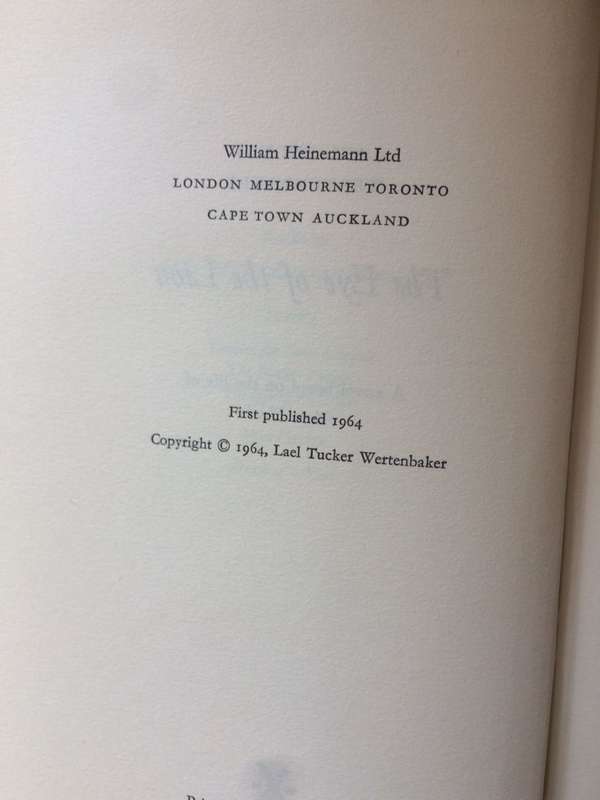 William Heinemann Ltd
LONDON MELBOURNE TORONTO
CAPE TOWN AUCKLAND
First published 1964
Copyright © 1964, Lael Tucker Wertenbaker